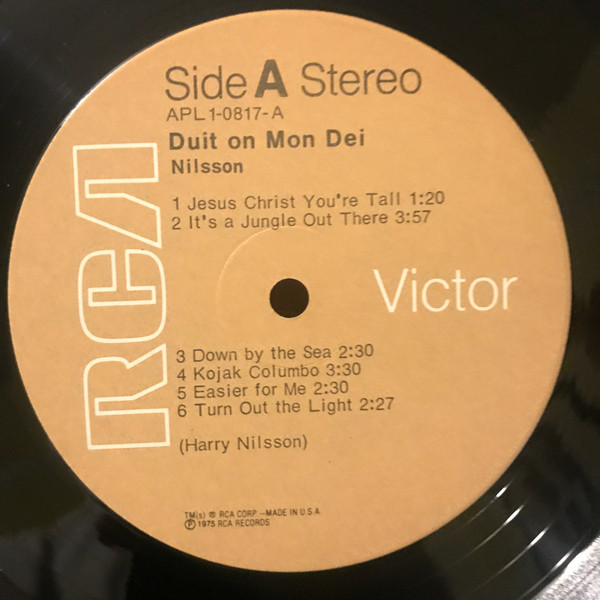 Side A Stereo
APL1-0817-A
Duit on Mon Dei
Nilsson
1 Jesus Christ You're Tall 1:20
2 It's a Jungle Out There 3:57
RCA
Victor
3 Down by the Sea 2:30
4 Kojak Columbo 3:30
5 Easier for Me 2:30
6 Turn Out the Light 2:27
(Harry Nilsson)
TM(s) ® RCA CORP.—MADE IN U.S.A.
Ⓟ 1975 RCA RECORDS